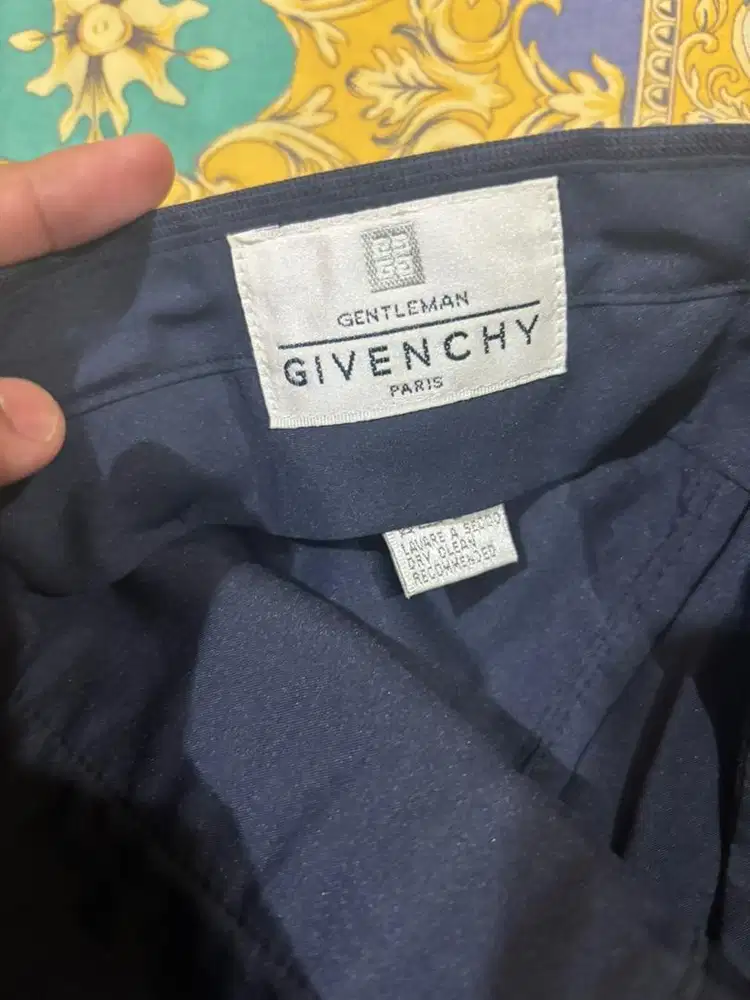 GENTLEMAN
GIVENCHY
PARIS
LAVARE A SECCO
DRY CLEAN
RECOMMENDED